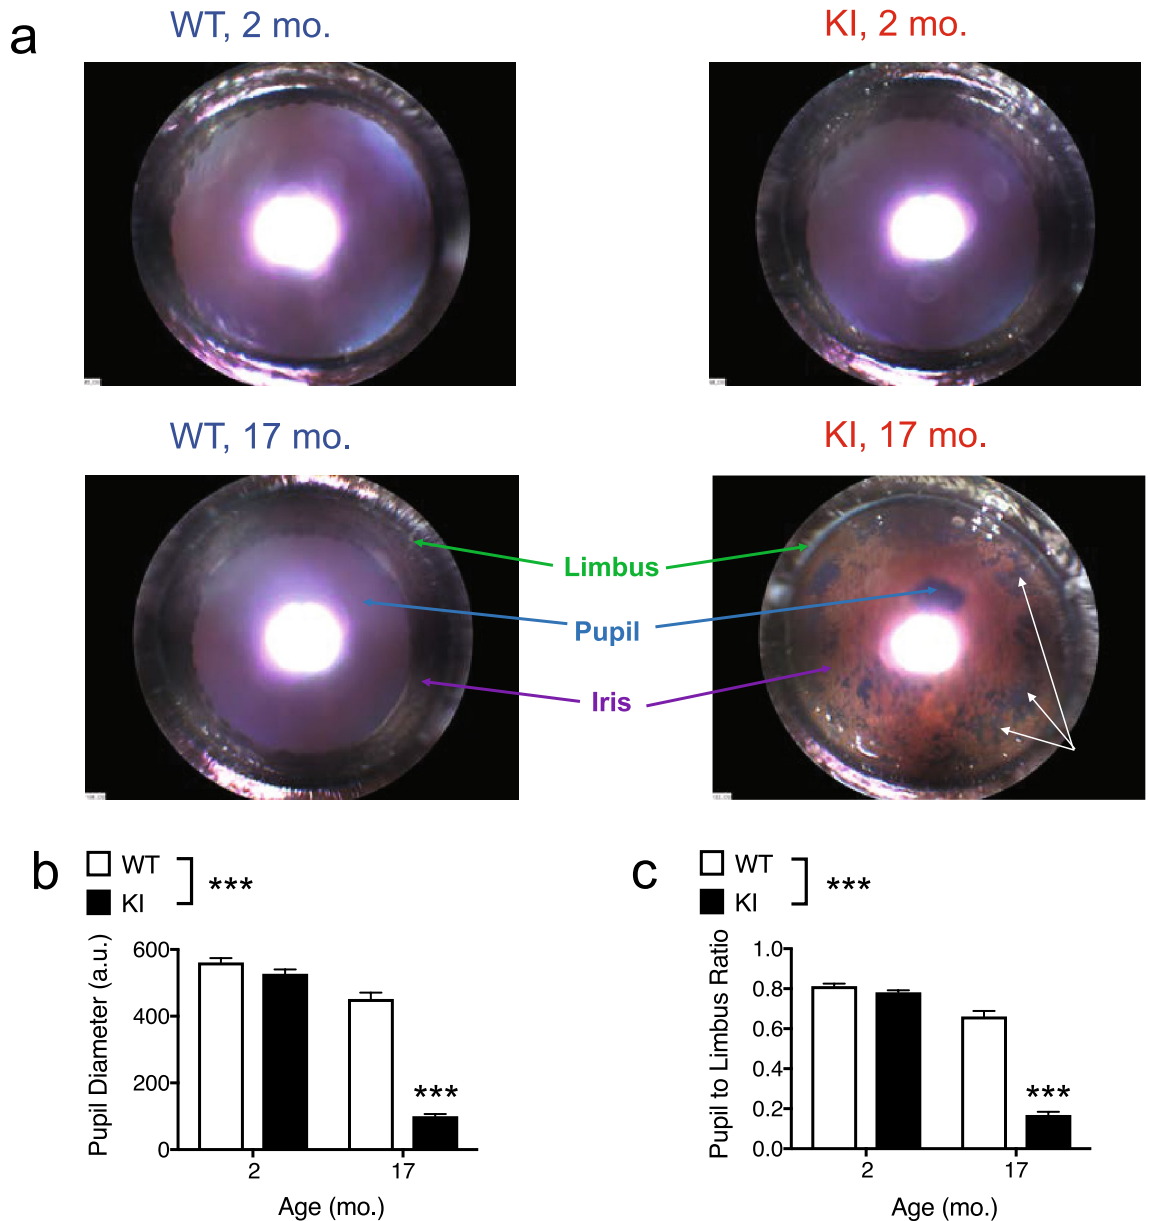 a
WT, 2 mo.
KI, 2 mo.
WT, 17 mo.
KI, 17 mo.
Limbus
Pupil
Iris
b
WT
KI
***
Pupil Diameter (a.u.)
600
400
200
0
***
2
17
Age (mo.)
c
WT
KI
***
Pupil to Limbus Ratio
1.0
0.8
0.6
0.4
0.2
0.0
***
2
17
Age (mo.)